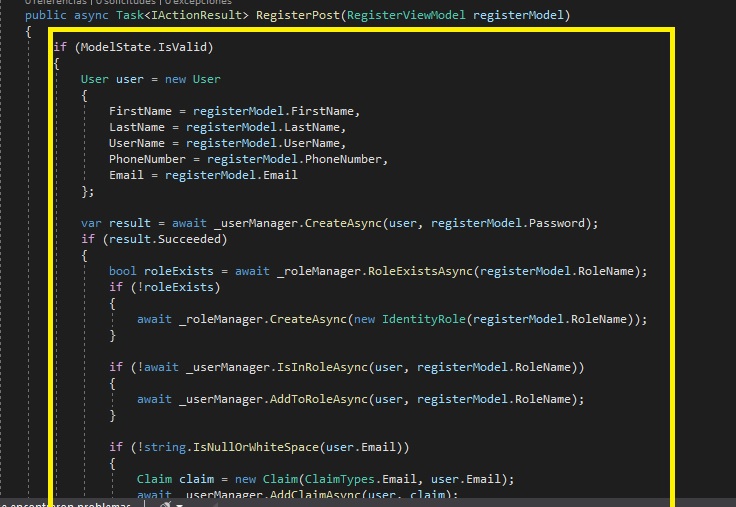 0 referencias | 0 solicitudes | 0 excepciones
public async Task<IActionResult> RegisterPost(RegisterViewModel registerModel)
{
if (ModelState.IsValid)
{
User user = new User
{
FirstName = registerModel.FirstName,
LastName = registerModel.LastName,
UserName = registerModel.UserName,
PhoneNumber = registerModel.PhoneNumber,
Email = registerModel.Email
};
var result = await _userManager.CreateAsync(user, registerModel.Password);
if (result.Succeeded)
{
bool roleExists = await _roleManager.RoleExistsAsync(registerModel.RoleName);
if (!roleExists)
{
await _roleManager.CreateAsync(new IdentityRole(registerModel.RoleName));
}
if (!await _userManager.IsInRoleAsync(user, registerModel.RoleName))
{
await _userManager.AddToRoleAsync(user, registerModel.RoleName);
}
if (!string.IsNullOrWhiteSpace(user.Email))
{
Claim claim = new Claim(ClaimTypes.Email, user.Email);
await _userManager.AddClaimAsync(user, claim);
e encontraron problemas.